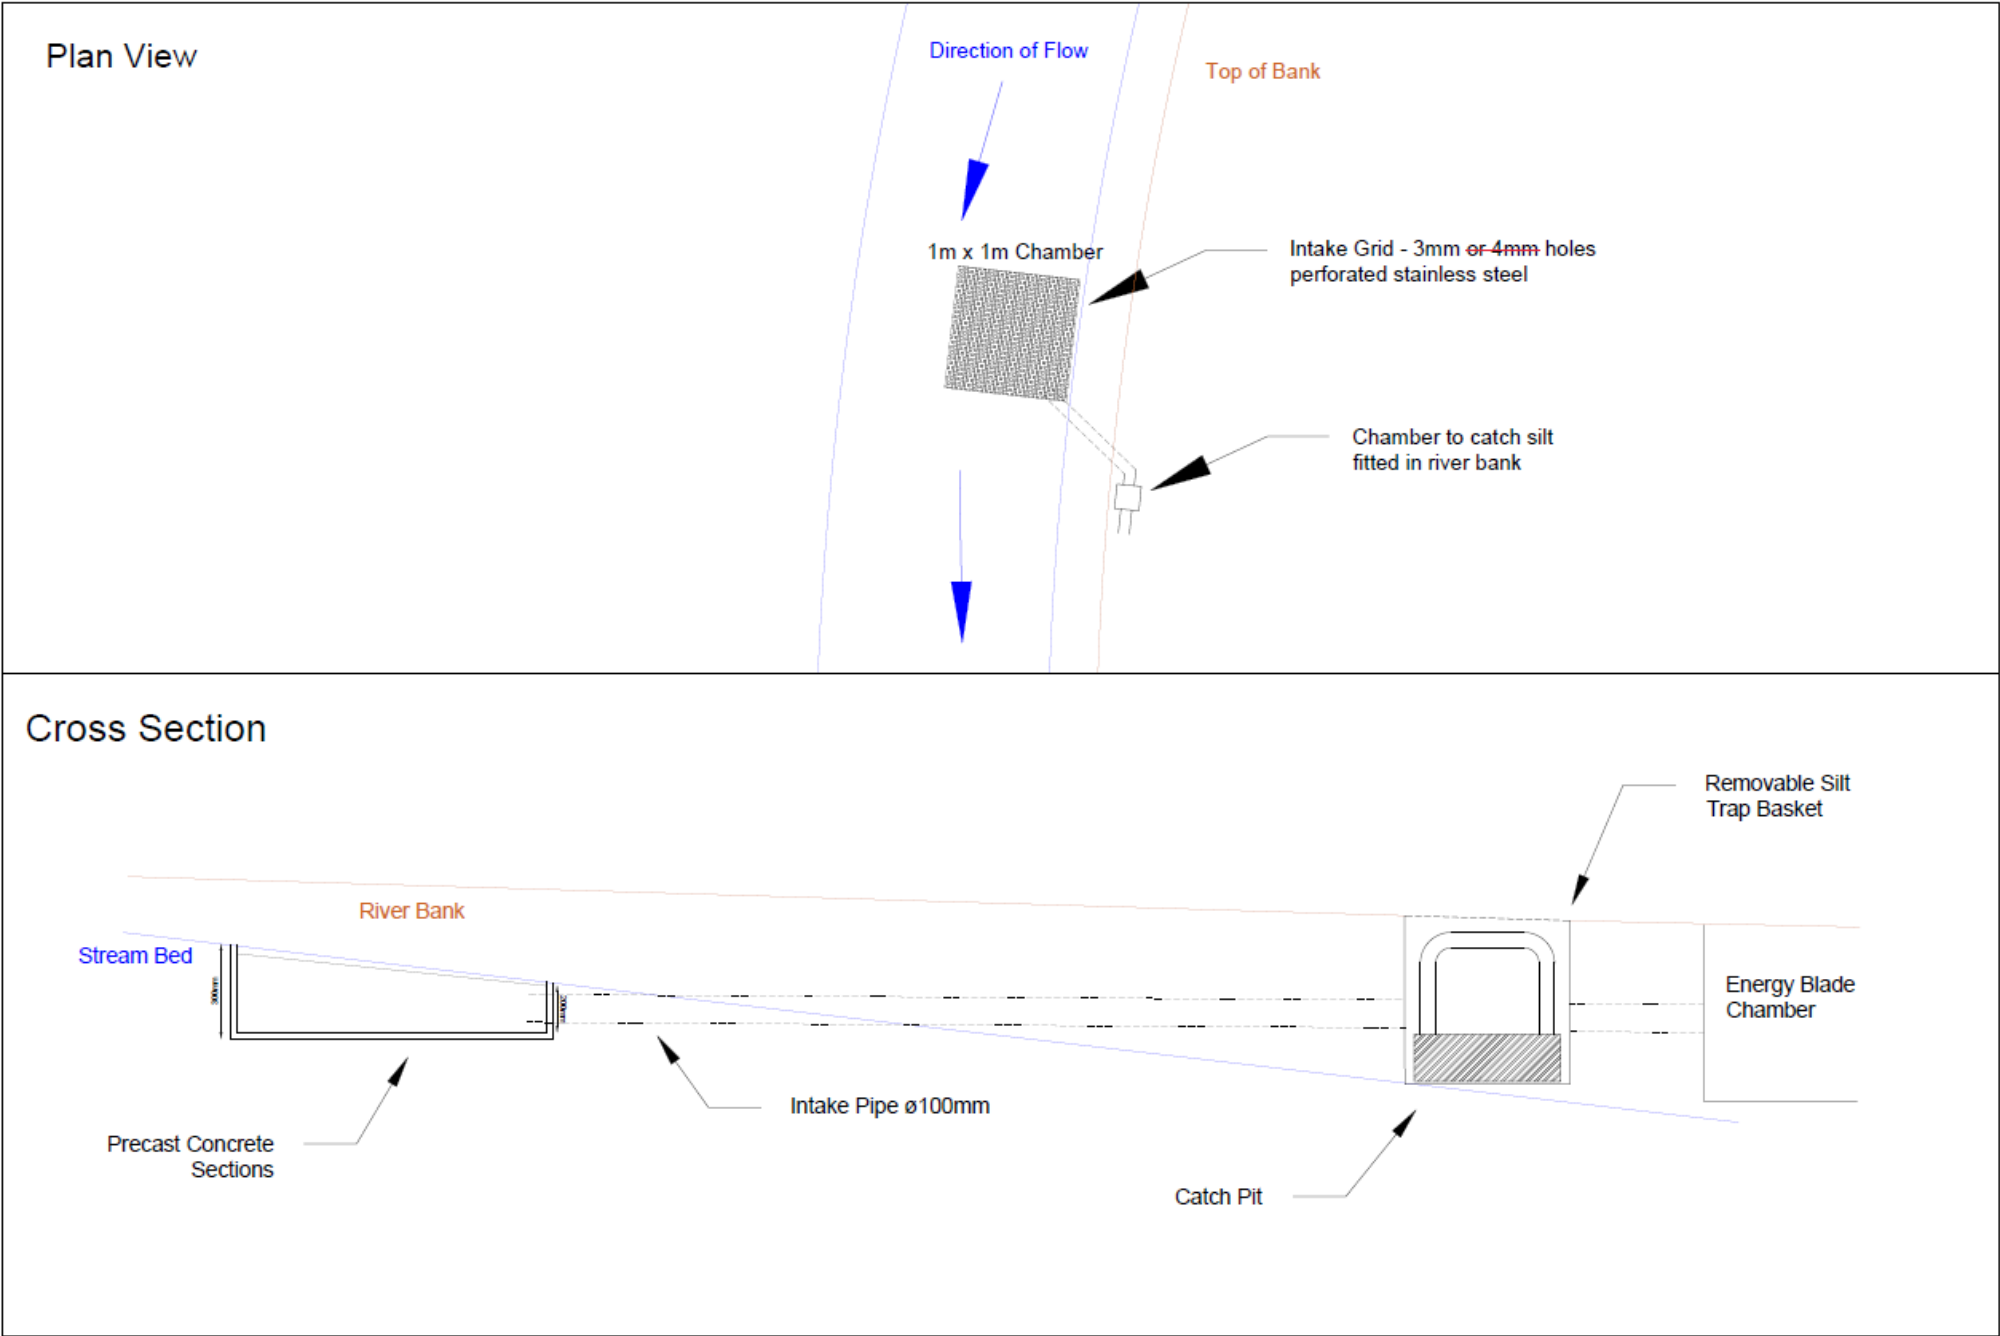 Plan View
Direction of Flow
Top of Bank
1m x 1m Chamber
Intake Grid - 3mm or 4mm holes
perforated stainless steel
Chamber to catch silt
fitted in river bank
Cross Section
Removable Silt
Trap Basket
River Bank
Stream Bed
300mm
200mm
Energy Blade
Chamber
Intake Pipe ø100mm
Precast Concrete
Sections
Catch Pit